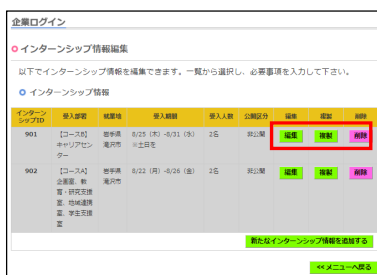 企業ログイン
インターンシップ情報編集
以下でインターンシップ情報を編集できます。一覧から選択し、必要事項を入力して下さい。
インターンシップ情報
インターンシップID 受入部署 就業地 受入期間 受入人数 公開区分 編集 複製 削除
901 【コースB】キャリアセンター 岩手県滝沢市 8/25（木）-8/31（水）※土日を 2名 非公開 編集 複製 削除
902 【コースA】企画室、教育・研究支援室、地域連携室、学生支援室 岩手県滝沢市 8/22（月）-8/26（金） 2名 非公開 編集 複製 削除
新たなインターンシップ情報を追加する
<<メニューへ戻る